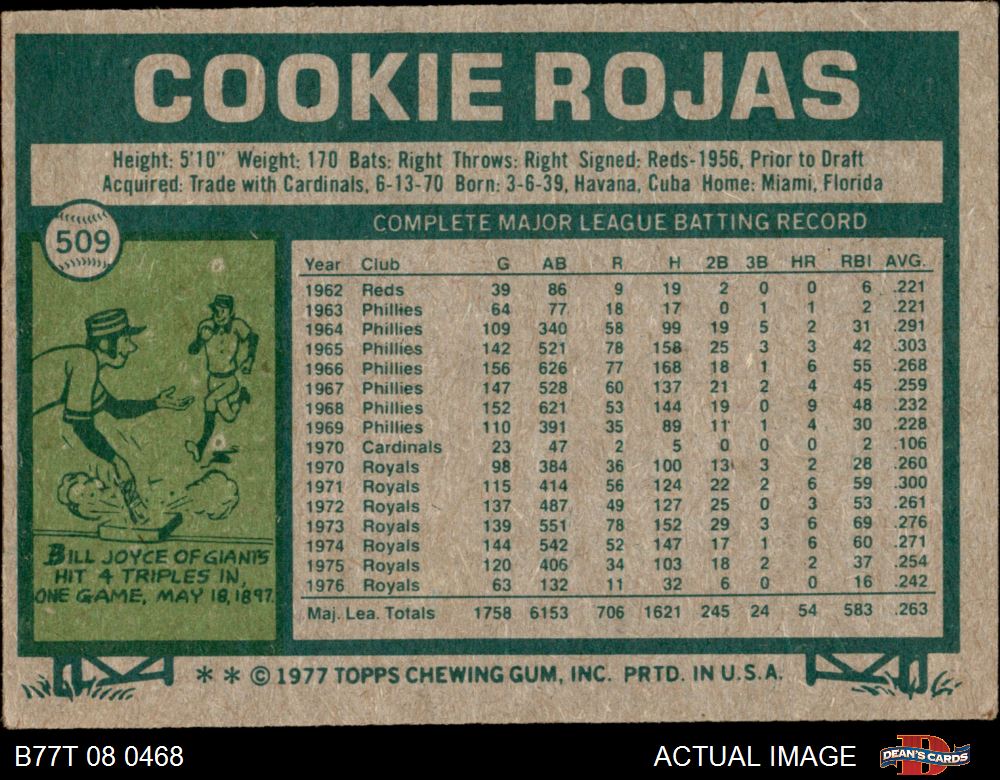 COOKIE ROJAS
Height: 5'10" Weight: 170 Bats: Right Throws: Right Signed: Reds-1956, Prior to Draft
Acquired: Trade with Cardinals, 6-13-70 Born: 3-6-39, Havana, Cuba Home: Miami, Florida
509
COMPLETE MAJOR LEAGUE BATTING RECORD
Year Club G AB R H 2B 3B HR RBI AVG.
1962 Reds 39 86 9 19 2 0 0 6 .221
1963 Phillies 64 77 18 17 0 1 1 2 .221
1964 Phillies 109 340 58 99 19 5 2 31 .291
1965 Phillies 142 521 78 158 25 3 3 42 .303
1966 Phillies 156 626 77 168 18 1 6 55 .268
1967 Phillies 147 528 60 137 21 2 4 45 .259
1968 Phillies 152 621 53 144 19 0 9 48 .232
1969 Phillies 110 391 35 89 11 1 4 30 .228
1970 Cardinals 23 47 2 5 0 0 0 2 .106
1970 Royals 98 384 36 100 13 3 2 28 .260
1971 Royals 115 414 56 124 22 2 6 59 .300
1972 Royals 137 487 49 127 25 0 3 53 .261
1973 Royals 139 551 78 152 29 3 6 69 .276
1974 Royals 144 542 52 147 17 1 6 60 .271
1975 Royals 120 406 34 103 18 2 2 37 .254
1976 Royals 63 132 11 32 6 0 0 16 .242
Maj. Lea. Totals 1758 6153 706 1621 245 24 54 583 .263
BILL JOYCE OF GIANTS
HIT 4 TRIPLES IN
ONE GAME, MAY 18, 1897.
* * © 1977 TOPPS CHEWING GUM, INC. PRTD. IN U.S.A.
B77T 08 0468
ACTUAL IMAGE
D
DEAN'S CARDS